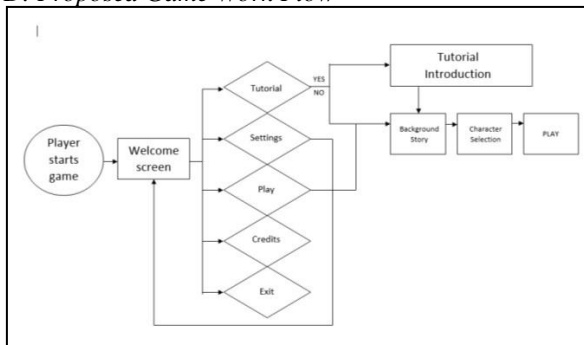 D. Proposed Game Work Flow
Player
starts
game
Welcome
screen
Tutorial
YES
NO
Settings
Play
Credits
Exit
Tutorial
Introduction
Background
Story
Character
Selection
PLAY